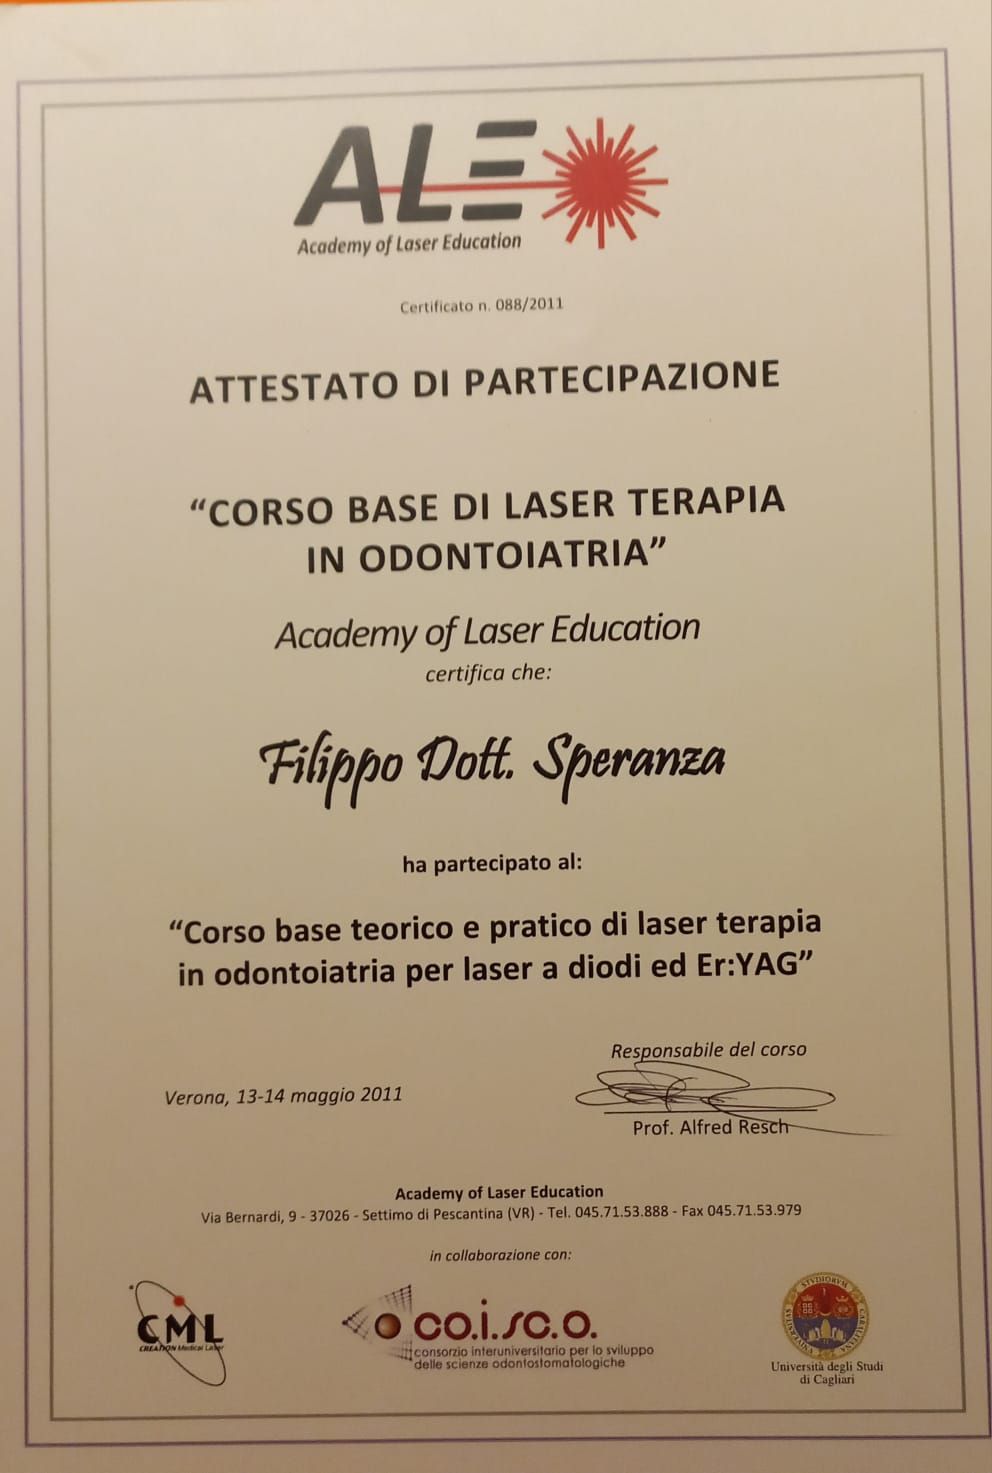 ALE
Academy of Laser Education
Certificato n. 088/2011
ATTESTATO DI PARTECIPAZIONE
“CORSO BASE DI LASER TERAPIA
IN ODONTOIATRIA”
Academy of Laser Education
certifica che:
Filippo Dott. Speranza
ha partecipato al:
“Corso base teorico e pratico di laser terapia
in odontoiatria per laser a diodi ed Er:YAG”
Responsabile del corso
Verona, 13-14 maggio 2011
Prof. Alfred Resch
Academy of Laser Education
Via Bernardi, 9 - 37026 - Settimo di Pescantina (VR) - Tel. 045.71.53.888 - Fax 045.71.53.979
in collaborazione con:
CML
CREATION Medical Laser
co.i.sc.o.
consorzio interuniversitario per lo sviluppo
delle scienze odontostomatologiche
Università degli Studi
di Cagliari